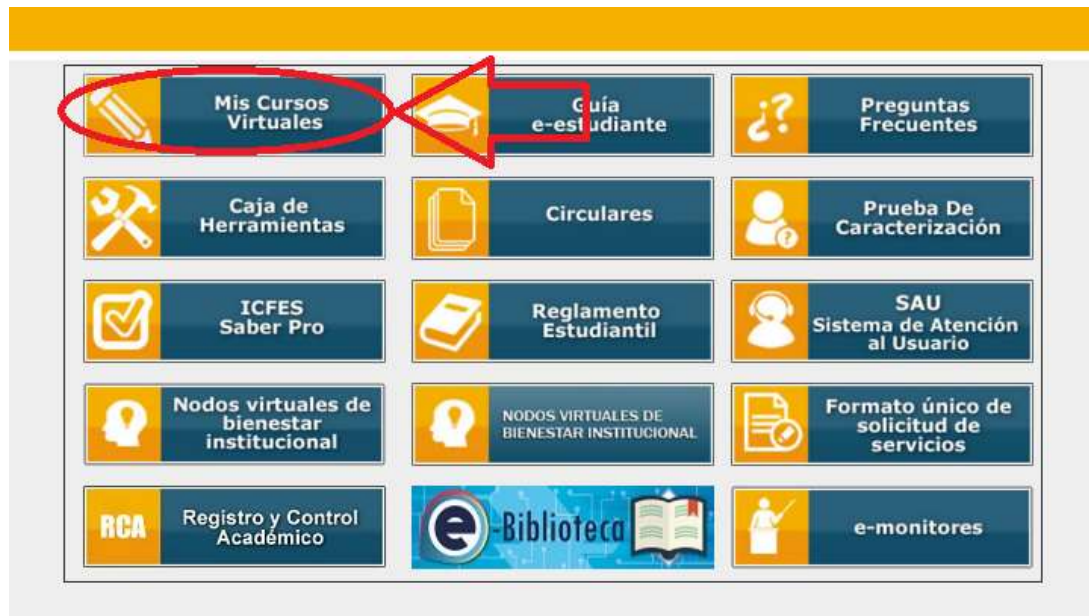 Mis Cursos
Virtuales
Guía
e-estudiante
¿?
Preguntas
Frecuentes
Caja de
Herramientas
Circulares
?
Prueba De
Caracterización
ICFES
Saber Pro
Reglamento
Estudiantil
SAU
Sistema de Atención
al Usuario
Nodos virtuales de
bienestar
institucional
NODOS VIRTUALES DE
BIENESTAR INSTITUCIONAL
Formato único de
solicitud de
servicios
RCA
Registro y Control
Académico
e-Biblioteca
e-monitores